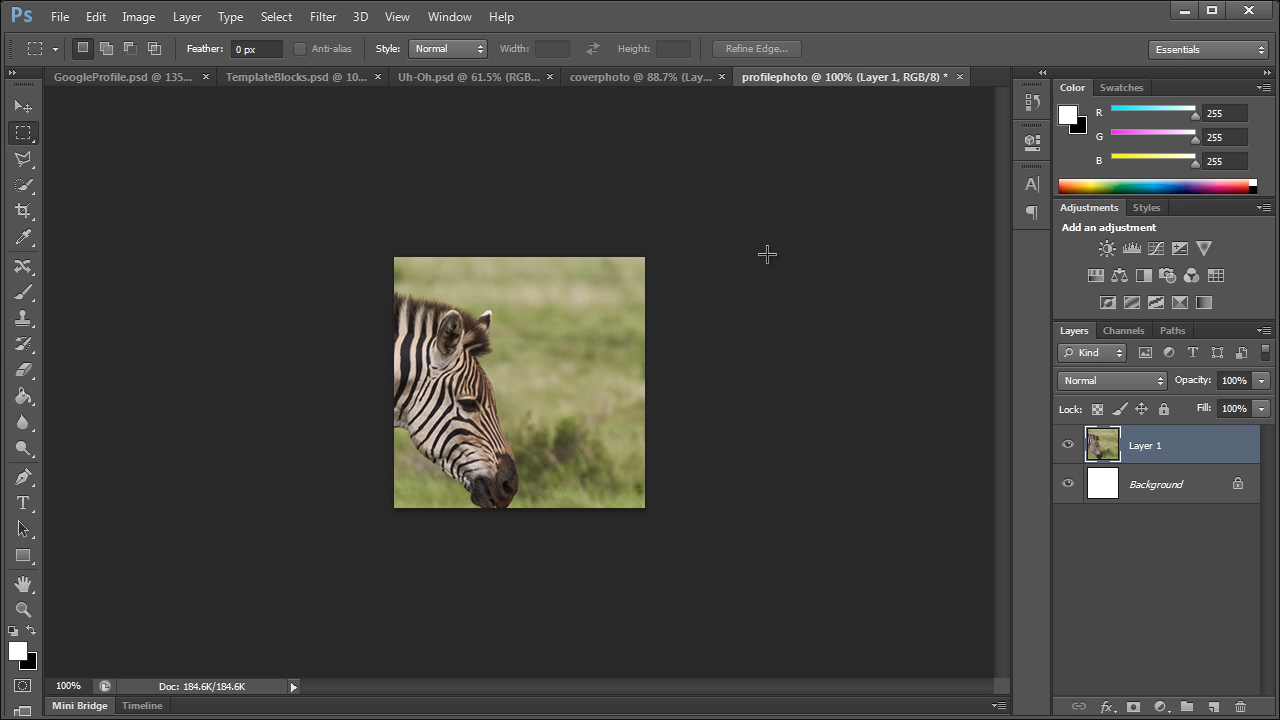 Ps File Edit Image Layer Type Select Filter 3D View Window Help
Feather: 0 px Anti-alias Style: Normal Width: Height: Refine Edge... Essentials
GoogleProfile.psd @ 135... TemplateBlocks.psd @ 10... Uh-Oh.psd @ 61.5% (RGB... coverphoto @ 88.7% (Lay... profilephoto @ 100% (Layer 1, RGB/8) *
Color Swatches
R 255
G 255
B 255
Adjustments Styles
Add an adjustment
Layers Channels Paths
Kind
Normal Opacity: 100%
Lock: Fill: 100%
Layer 1
Background
100% Doc: 184.6K/184.6K
Mini Bridge Timeline